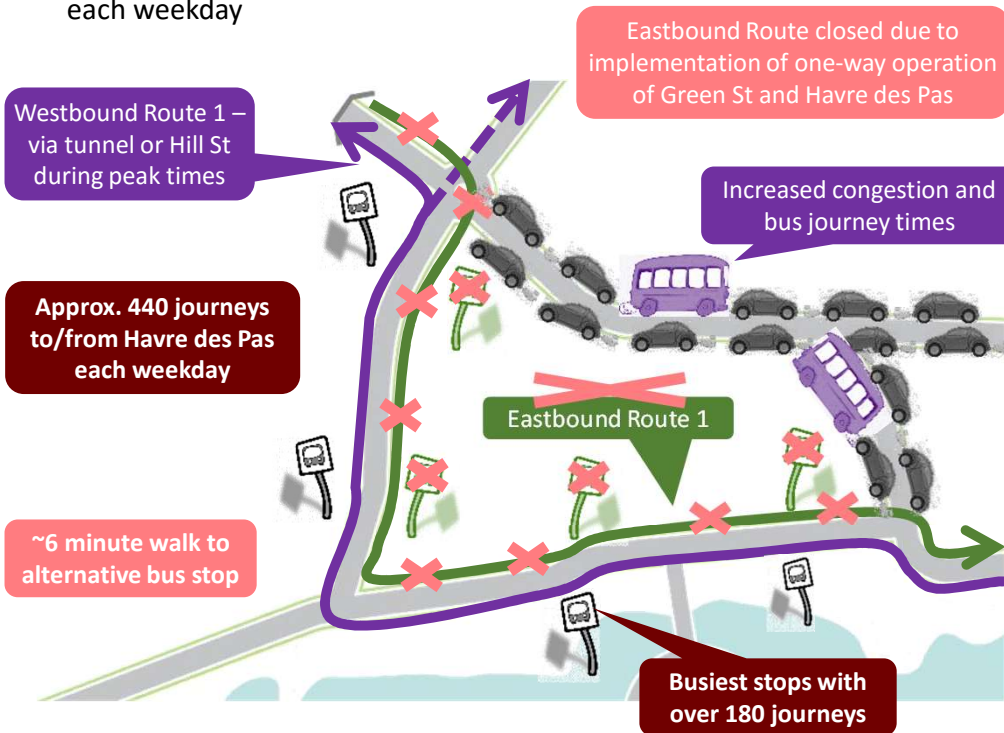 each weekday
Eastbound Route closed due to
implementation of one-way operation
of Green St and Havre des Pas
Westbound Route 1 –
via tunnel or Hill St
during peak times
Increased congestion and
bus journey times
Approx. 440 journeys
to/from Havre des Pas
each weekday
Eastbound Route 1
~6 minute walk to
alternative bus stop
Busiest stops with
over 180 journeys